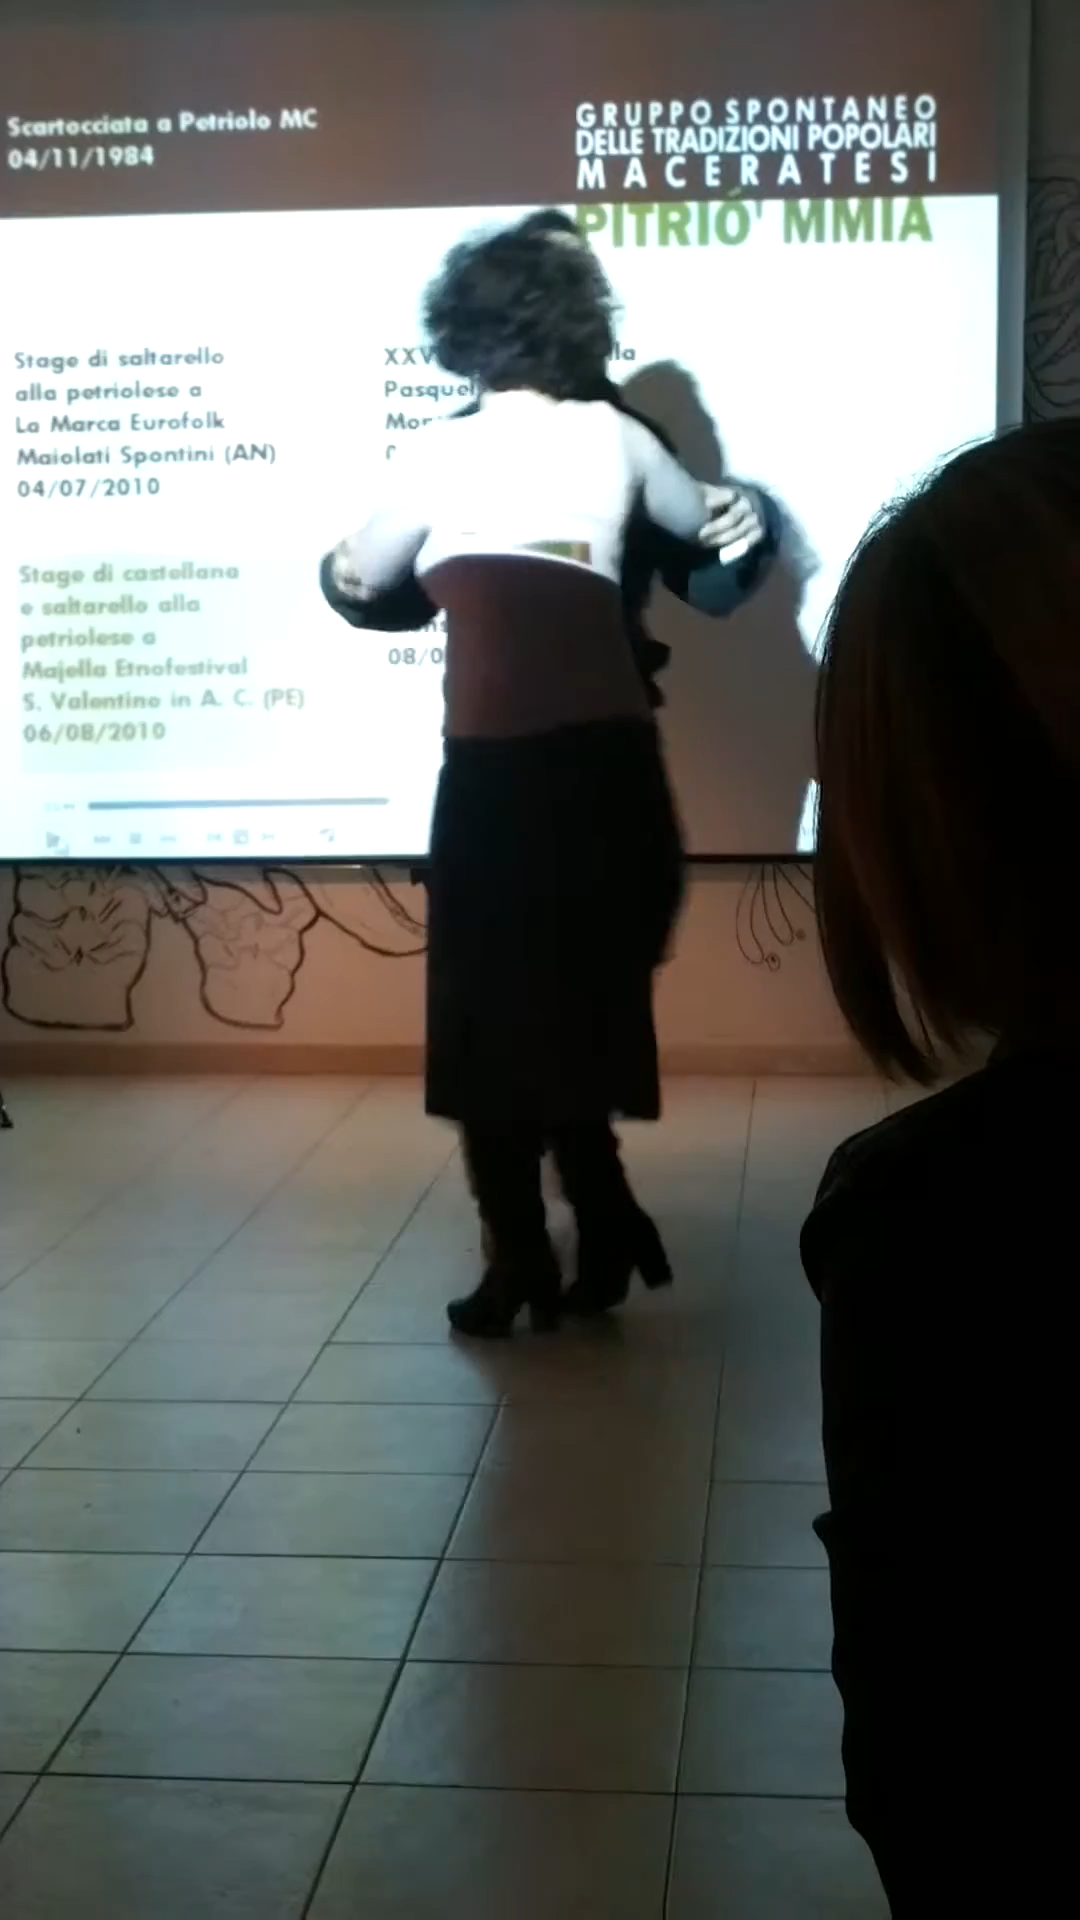 Scartocciata a Petriolo MC
04/11/1984
GRUPPO SPONTANEO
DELLE TRADIZIONI POPOLARI
MACERATESI
PITRIÓ' MMIA
Stage di saltarello
alla petriolese a
La Marca Eurofolk
Maiolati Spontini (AN)
04/07/2010
Stage di castellana
e saltarello alla
petriolese a
Majella Etnofestival
S. Valentino in A. C. (PE)
06/08/2010